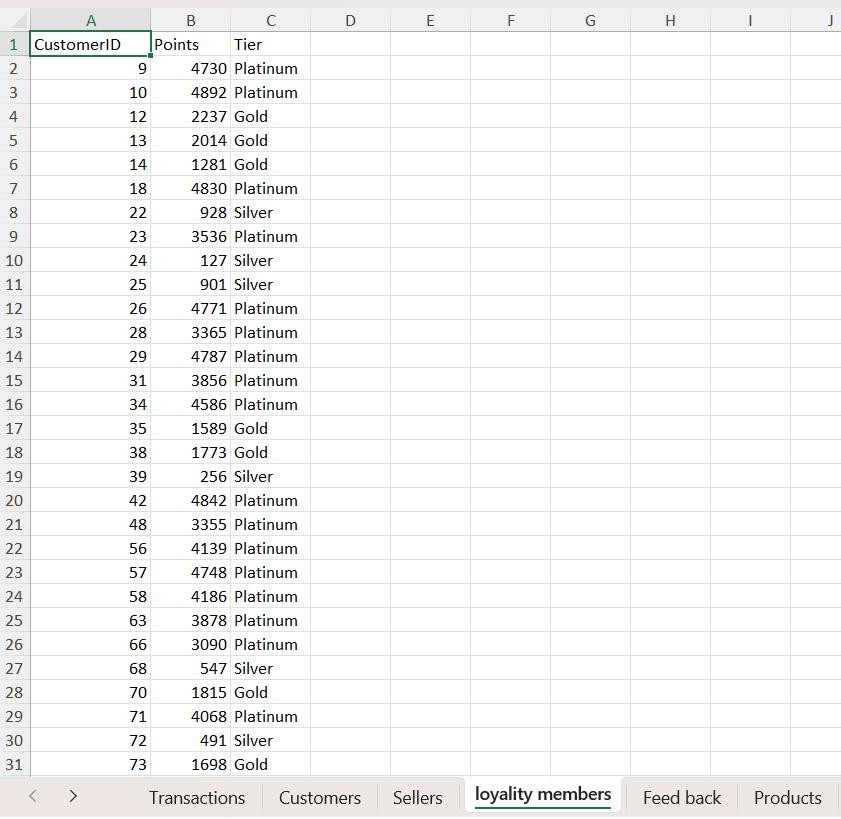 A B C D E F G H I J
1 CustomerID Points Tier
2 9 4730 Platinum
3 10 4892 Platinum
4 12 2237 Gold
5 13 2014 Gold
6 14 1281 Gold
7 18 4830 Platinum
8 22 928 Silver
9 23 3536 Platinum
10 24 127 Silver
11 25 901 Silver
12 26 4771 Platinum
13 28 3365 Platinum
14 29 4787 Platinum
15 31 3856 Platinum
16 34 4586 Platinum
17 35 1589 Gold
18 38 1773 Gold
19 39 256 Silver
20 42 4842 Platinum
21 48 3355 Platinum
22 56 4139 Platinum
23 57 4748 Platinum
24 58 4186 Platinum
25 63 3878 Platinum
26 66 3090 Platinum
27 68 547 Silver
28 70 1815 Gold
29 71 4068 Platinum
30 72 491 Silver
31 73 1698 Gold
Transactions Customers Sellers loyality members Feed back Products